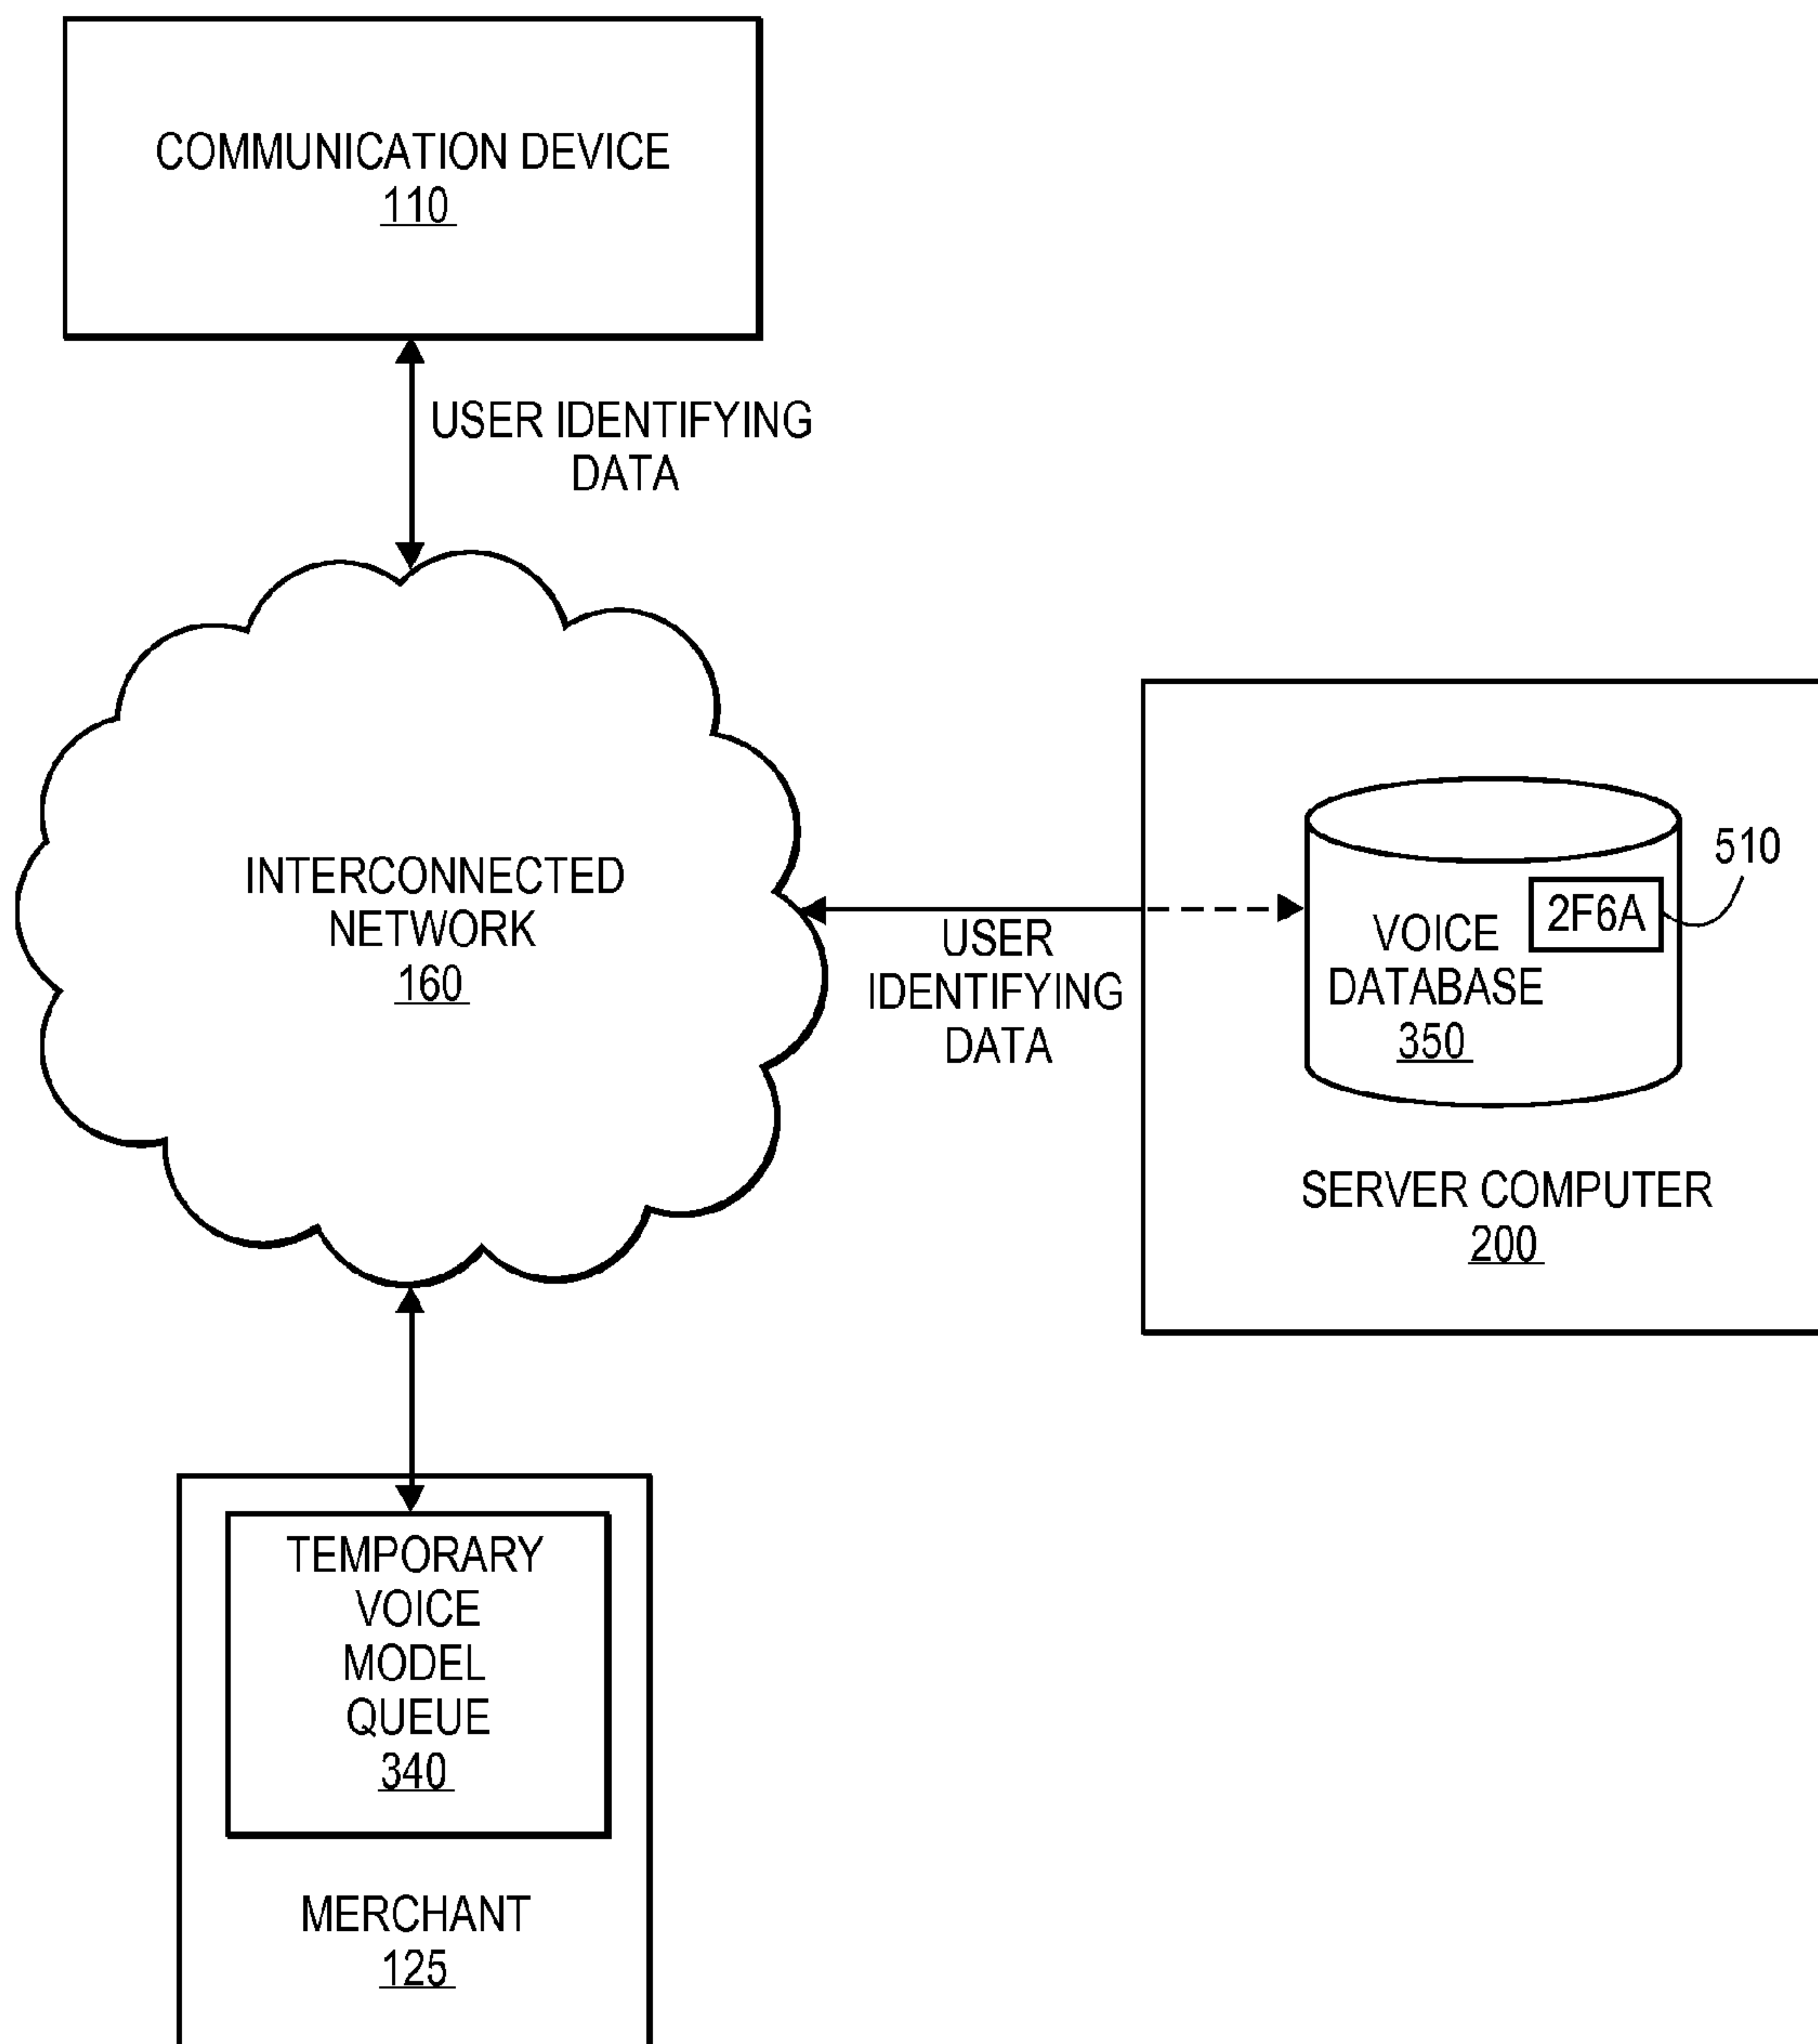 COMMUNICATION DEVICE
110
USER IDENTIFYING
DATA
INTERCONNECTED
NETWORK
160
USER
IDENTIFYING
DATA
510
2F6A
VOICE
DATABASE
350
SERVER COMPUTER
200
TEMPORARY
VOICE
MODEL
QUEUE
340
MERCHANT
125